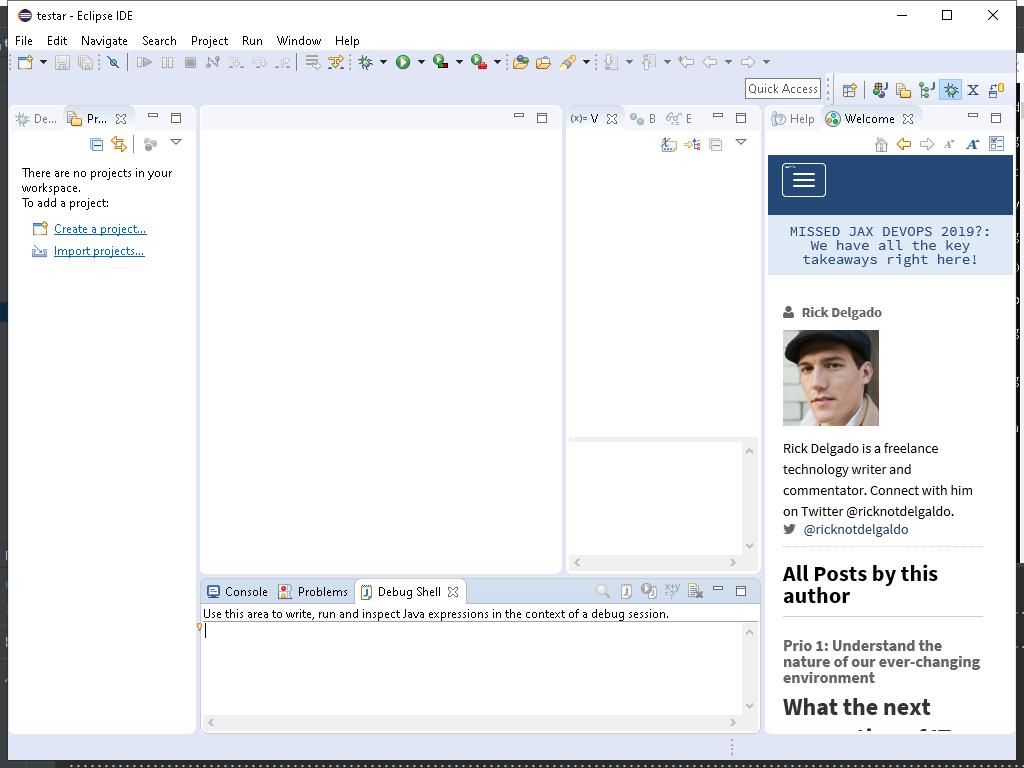 testar - Eclipse IDE
File Edit Navigate Search Project Run Window Help
Quick Access
De... Pr...
There are no projects in your
workspace.
To add a project:
Create a project...
Import projects...
(x)= V B E
Help Welcome
MISSED JAX DEVOPS 2019?:
We have all the key
takeaways right here!
Rick Delgado
Rick Delgado is a freelance
technology writer and
commentator. Connect with him
on Twitter @ricknotdelgaldo.
@ricknotdelgaldo
All Posts by this
author
Prio 1: Understand the
nature of our ever-changing
environment
What the next
Console Problems Debug Shell
Use this area to write, run and inspect Java expressions in the context of a debug session.